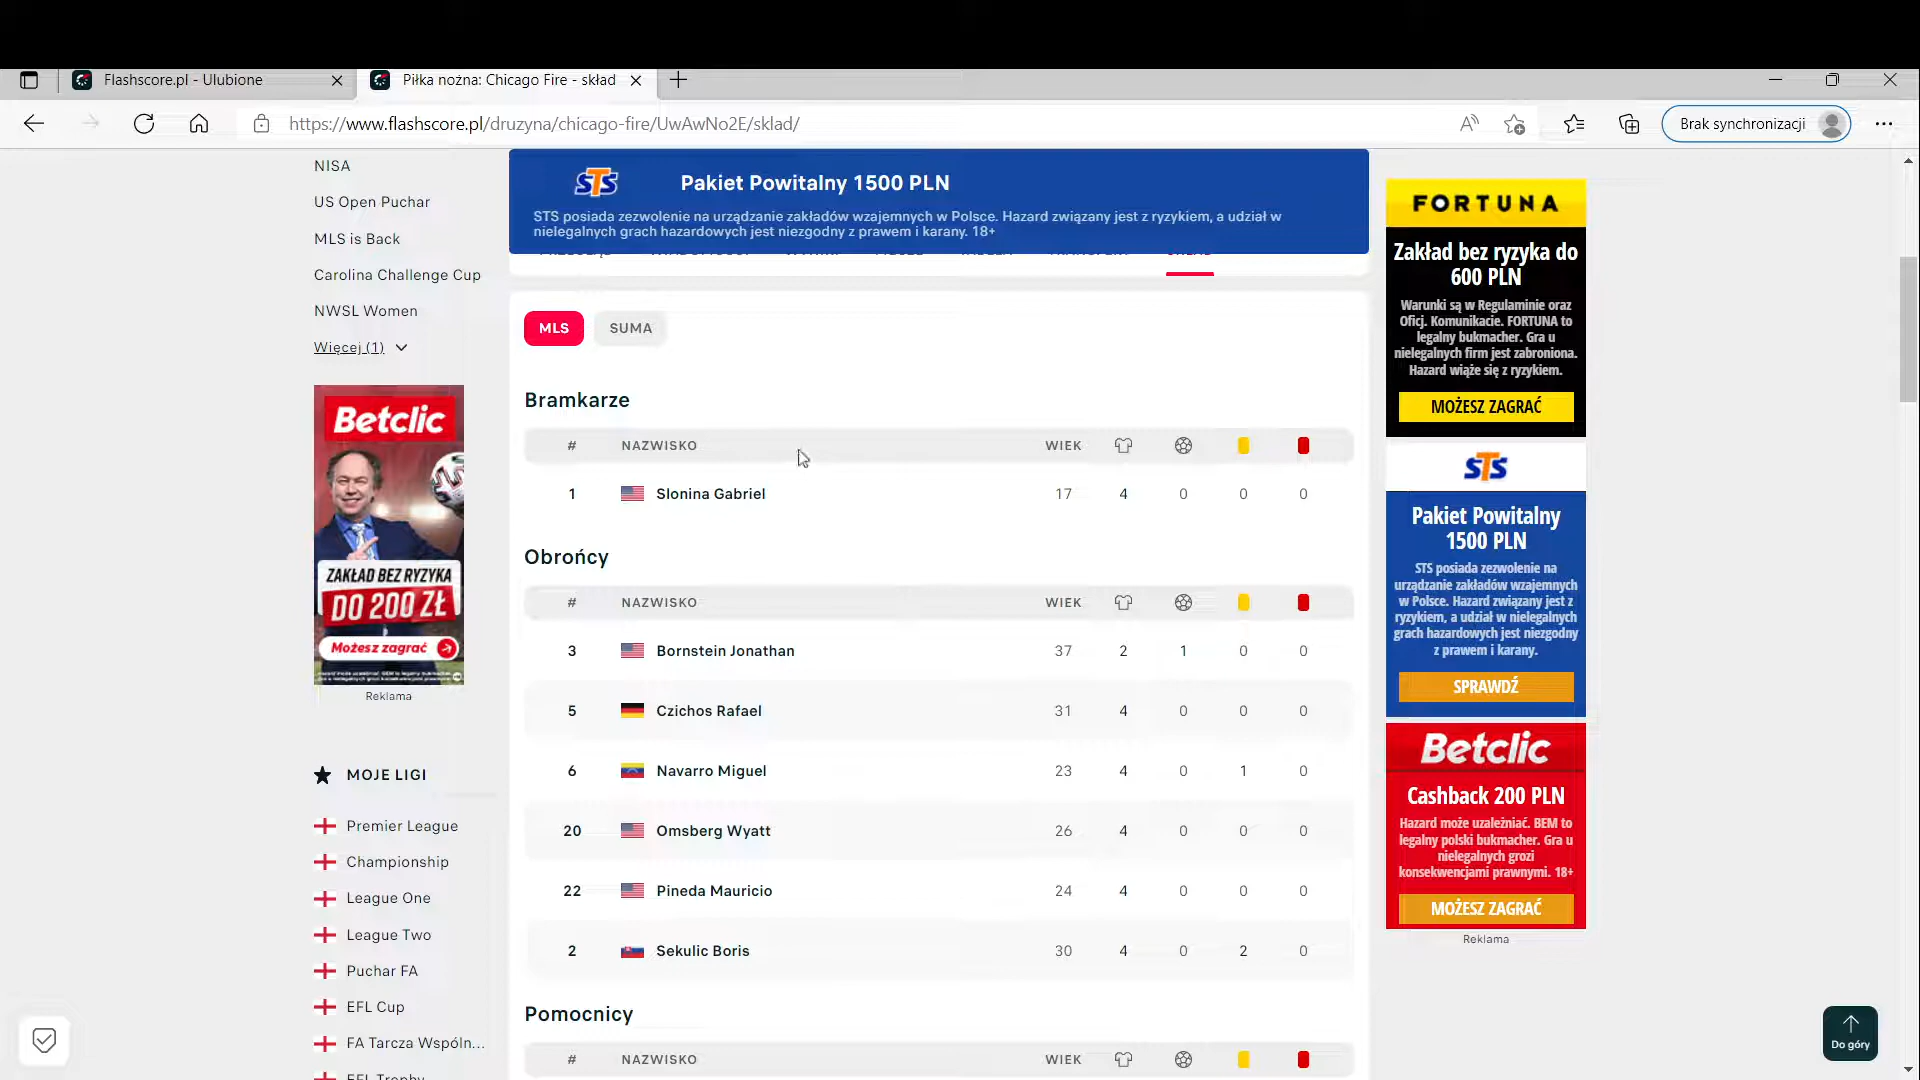 Flashscore.pl - Ulubione
Piłka nożna: Chicago Fire - skład
https://www.flashscore.pl/druzyna/chicago-fire/UwAwNo2E/sklad/
Brak synchronizacji
NISA
US Open Puchar
MLS is Back
Carolina Challenge Cup
NWSL Women
Więcej (1)
Betclic
ZAKŁAD BEZ RYZYKA
DO 200 ZŁ
Możesz zagrać
Reklama
MOJE LIGI
Premier League
Championship
League One
League Two
Puchar FA
EFL Cup
FA Tarcza Wspóln...
EFL Trophy
STS
Pakiet Powitalny 1500 PLN
STS posiada zezwolenie na urządzanie zakładów wzajemnych w Polsce. Hazard związany jest z ryzykiem, a udział w
nielegalnych grach hazardowych jest niezgodny z prawem i karany. 18+
MLS SUMA
Bramkarze
# NAZWISKO WIEK
1 Slonina Gabriel 17 4 0 0 0
Obrońcy
# NAZWISKO WIEK
3 Bornstein Jonathan 37 2 1 0 0
5 Czichos Rafael 31 4 0 0 0
6 Navarro Miguel 23 4 0 1 0
20 Omsberg Wyatt 26 4 0 0 0
22 Pineda Mauricio 24 4 0 0 0
2 Sekulic Boris 30 4 0 2 0
Pomocnicy
# NAZWISKO WIEK
FORTUNA
Zakład bez ryzyka do
600 PLN
Warunki są w Regulaminie oraz
Oficj. Komunikacie. FORTUNA to
legalny bukmacher. Gra u
nielegalnych firm jest zabroniona.
Hazard wiąże się z ryzykiem.
MOŻESZ ZAGRAĆ
STS
Pakiet Powitalny
1500 PLN
STS posiada zezwolenie na
urządzanie zakładów wzajemnych
w Polsce. Hazard związany jest z
ryzykiem, a udział w nielegalnych
grach hazardowych jest niezgodny
z prawem i karany.
SPRAWDŹ
Betclic
Cashback 200 PLN
Hazard może uzależniać. BEM to
legalny polski bukmacher. Gra u
nielegalnych grozi
konsekwencjami prawnymi. 18+
MOŻESZ ZAGRAĆ
Reklama
Do góry